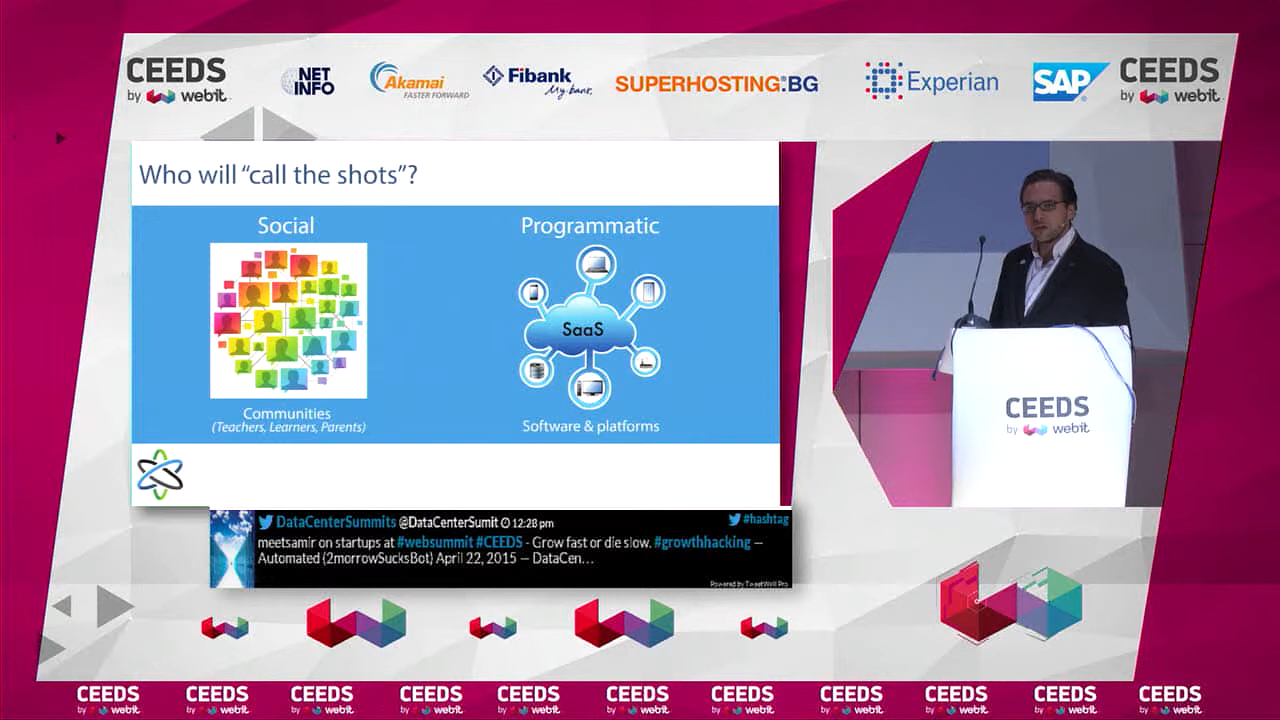 CEEDS
by webit
NET
INFO
Akamai
FASTER FORWARD
Fibank
My bank.
SUPERHOSTING.BG
Experian
SAP
CEEDS
by webit
Who will “call the shots”?
Social
Programmatic
SaaS
Communities
(Teachers, Learners, Parents)
Software & platforms
CEEDS
by webit
DataCenterSummits @DataCenterSumit 12:28 pm
#hashtag
meetsamir on startups at #websummit #CEEDS - Grow fast or die slow. #growthhacking —
Automated (2morrowSucksBot) April 22, 2015 — DataCen...
Powered by TweetWall Pro
CEEDS CEEDS CEEDS CEEDS CEEDS CEEDS CEEDS CEEDS CEEDS CEEDS CEEDS
by webit by webit by webit by webit by webit by webit by webit by webit by webit by webit by webit